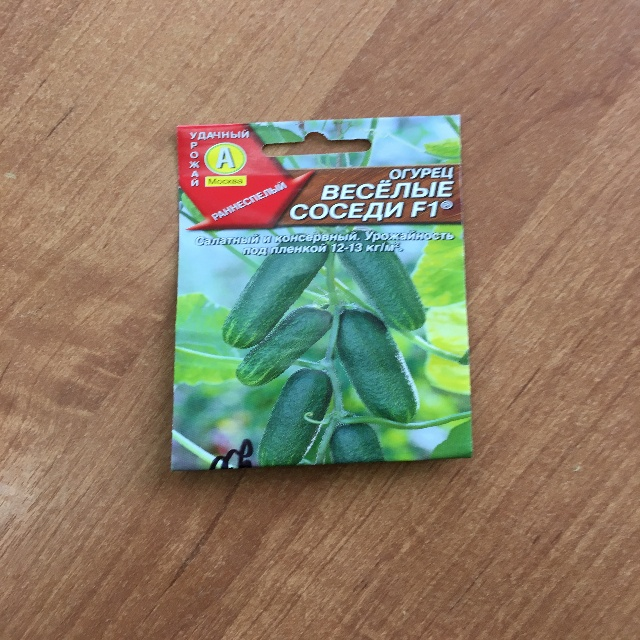 УДАЧНЫЙ
УРОЖАЙ
А
Москва
РАННЕСПЕЛЫЙ
ОГУРЕЦ
ВЕСЁЛЫЕ
СОСЕДИ F1®
Салатный и консервный. Урожайность
под пленкой 12-13 кг/м².